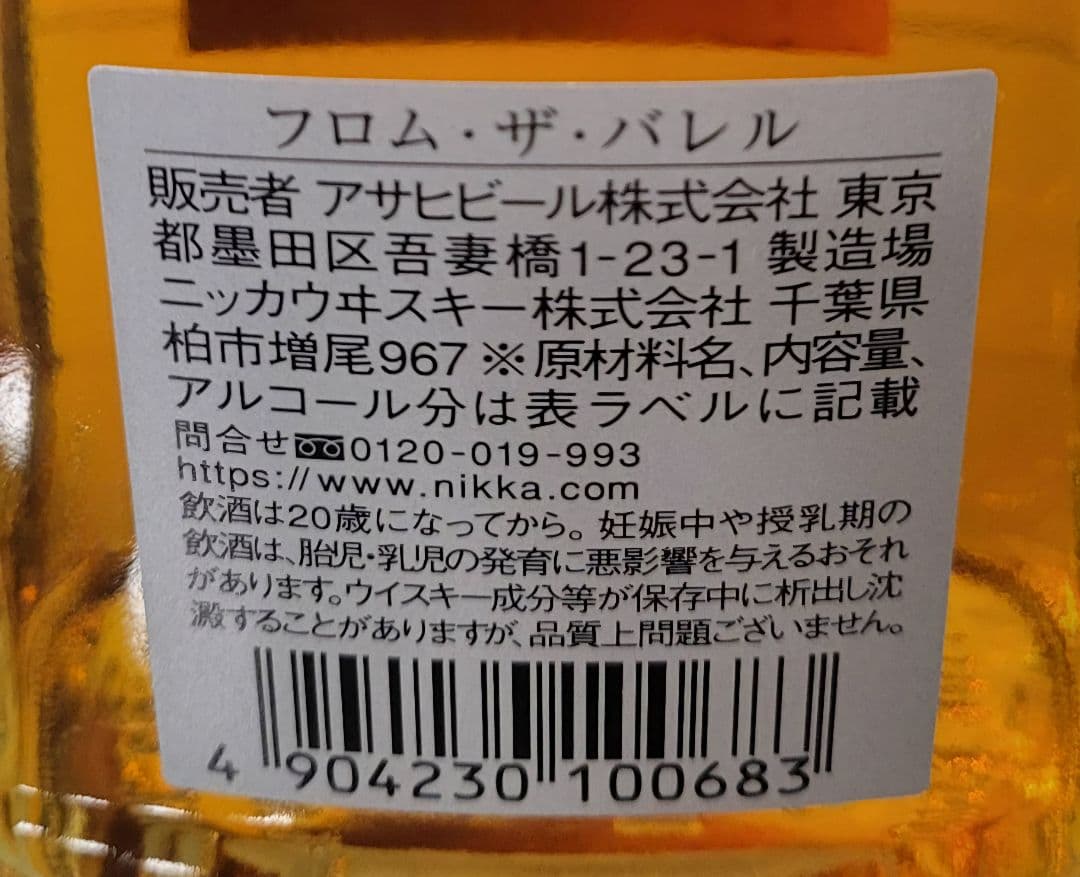 フロム・ザ・バレル
販売者 アサヒビール株式会社 東京
都墨田区吾妻橋1-23-1 製造場
ニッカウヰスキー株式会社 千葉県
柏市増尾967 ※原材料名、内容量、
アルコール分は表ラベルに記載
問合せ 0120-019-993
https://www.nikka.com
飲酒は20歳になってから。妊娠中や授乳期の
飲酒は、胎児・乳児の発育に悪影響を与えるおそれ
があります。ウイスキー成分等が保存中に析出し沈
澱することがありますが、品質上問題ございません。
4 904230 100683